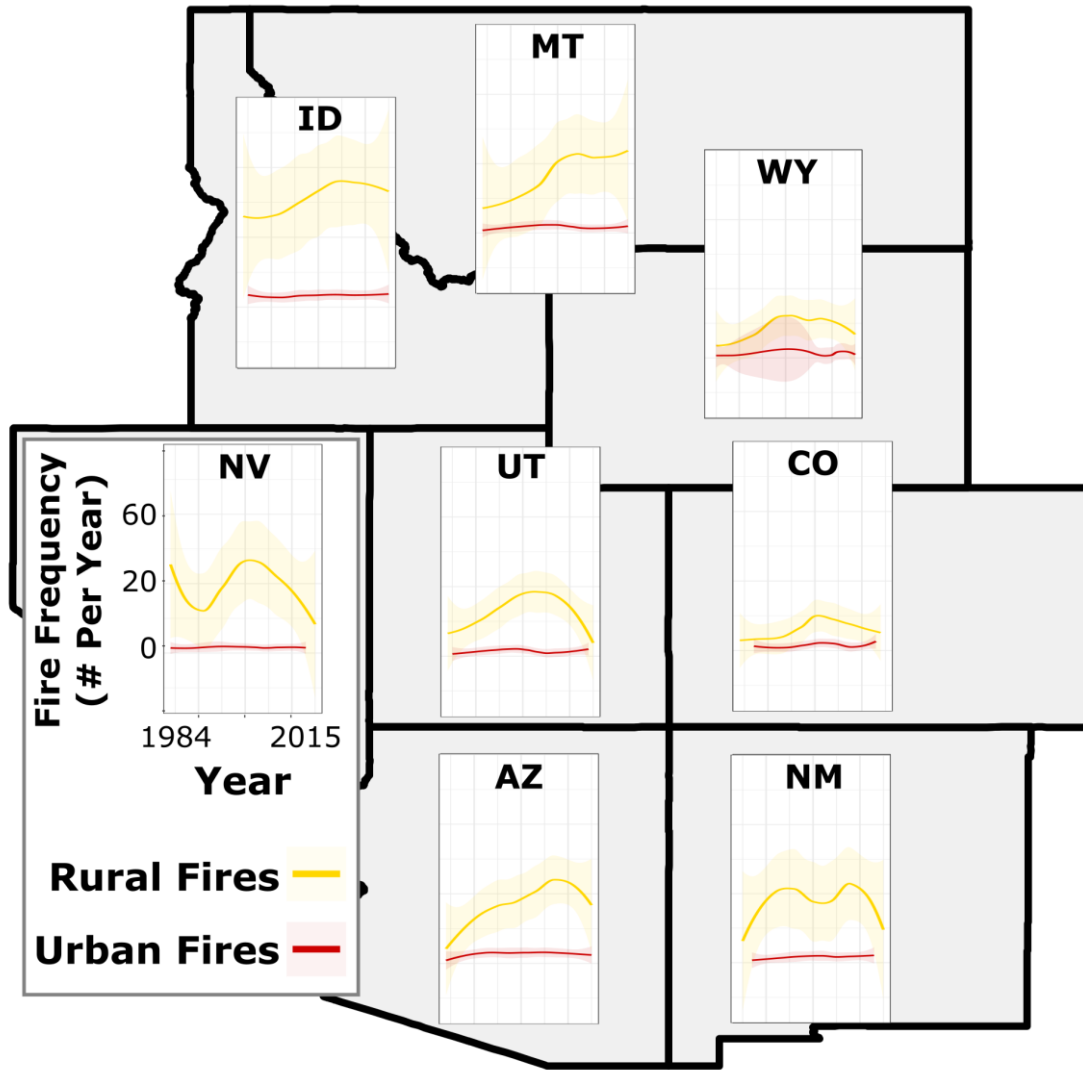 MT
ID
WY
NV
UT
CO
Fire Frequency
(# Per Year)
60
20
0
1984
2015
Year
AZ
NM
Rural Fires
Urban Fires